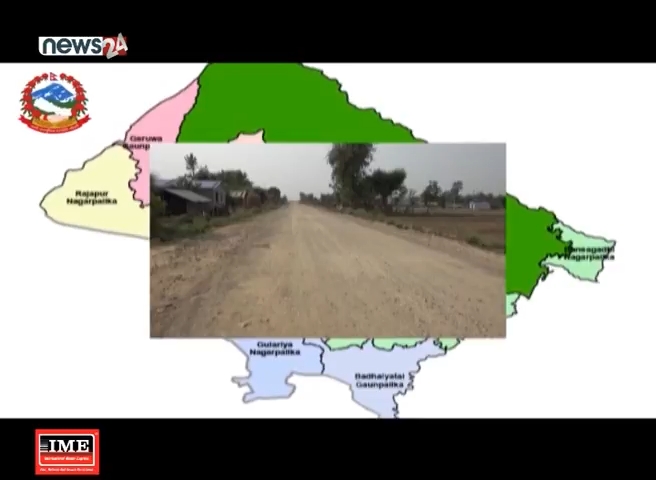 news24
Geruwa
Gaunp
Rajapur
Nagarpalika
Bansagadhi
Nagarpalika
Gulariya
Nagarpalika
Badhaiyatal
Gaunpalika
IME